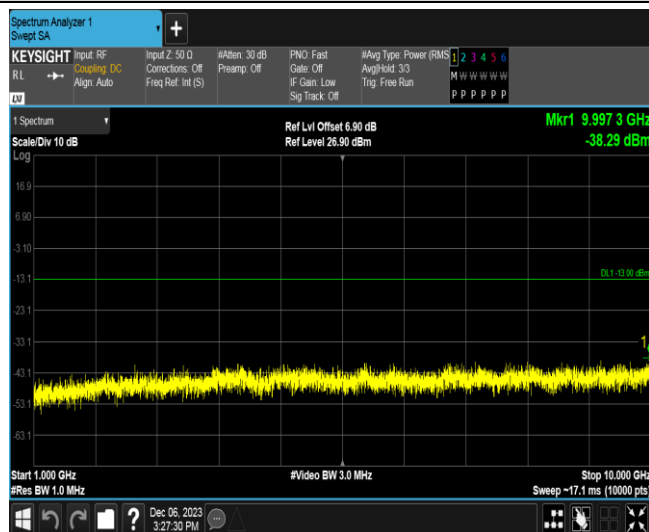 Spectrum Analyzer 1
Swept SA
+
KEYSIGHT
RL
LXI
Input: RF
Coupling: DC
Align: Auto
Input Z: 50 Ω
Corrections: Off
Freq Ref: Int (S)
#Atten: 30 dB
Preamp: Off
PNO: Fast
Gate: Off
IF Gain: Low
Sig Track: Off
#Avg Type: Power (RMS
Avg|Hold: 3/3
Trig: Free Run
1 2 3 4 5 6
M W W W W W
P P P P P P
1 Spectrum
Scale/Div 10 dB
Log
Ref Lvl Offset 6.90 dB
Ref Level 26.90 dBm
Mkr1 9.997 3 GHz
-38.29 dBm
16.9
6.90
-3.10
-13.1
DL1 -13.00 dBm
-23.1
-33.1
1
-43.1
-53.1
-63.1
Start 1.000 GHz
#Res BW 1.0 MHz
#Video BW 3.0 MHz
Stop 10.000 GHz
Sweep ~17.1 ms (10000 pts)
?
Dec 06, 2023
3:27:30 PM